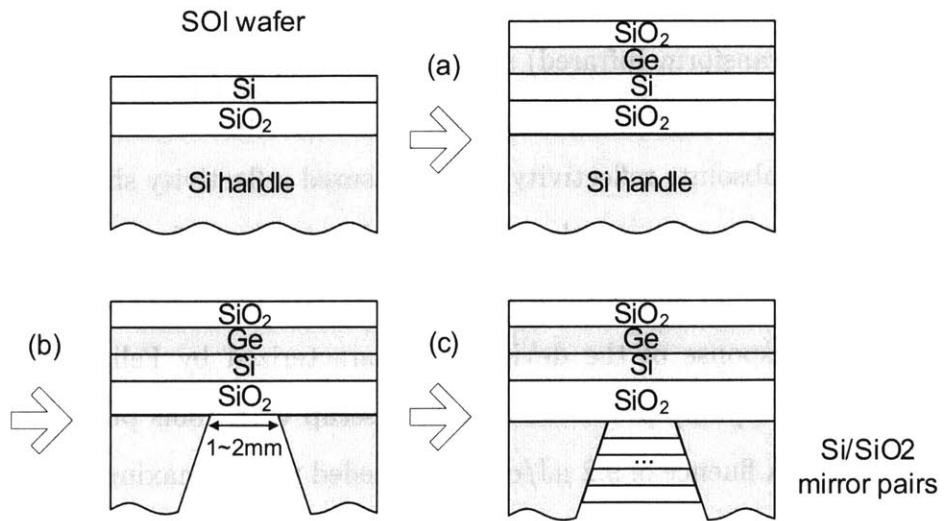 SOI wafer
Si
SiO₂
Si handle
(a)
SiO₂
Ge
Si
SiO₂
Si handle
(b)
SiO₂
Ge
Si
SiO₂
1~2mm
(c)
SiO₂
Ge
Si
SiO₂
...
Si/SiO2
mirror pairs